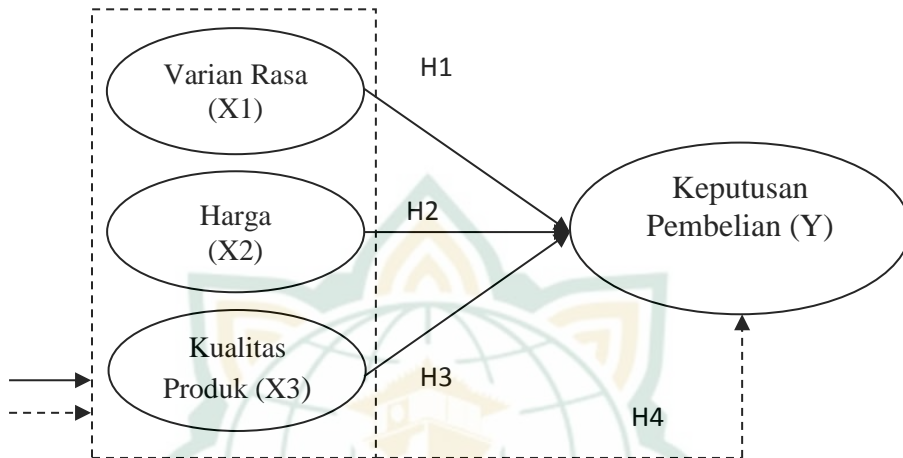 Varian Rasa
(X1)
H1
Harga
(X2)
H2
Keputusan
Pembelian (Y)
Kualitas
Produk (X3)
H3
H4